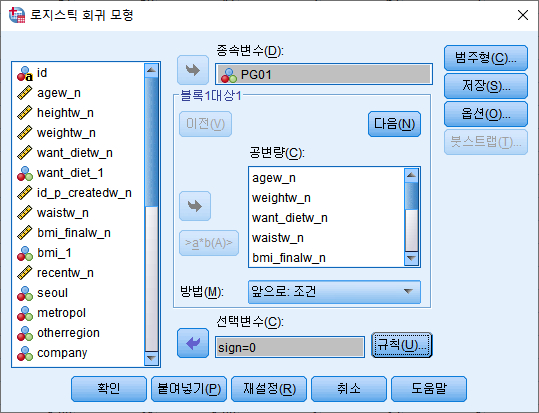 로지스틱 회귀 모형
종속변수(D):
PG01
블록1대상1
이전(V)
다음(N)
공변량(C):
agew_n
weightw_n
want_dietw_n
waistw_n
bmi_finalw_n
>a*b(A)>
방법(M):
앞으로: 조건
선택변수(C):
sign=0
규칙(U)...
id
agew_n
heightw_n
weightw_n
want_dietw_n
want_diet_1
id_p_createdw_n
waistw_n
bmi_finalw_n
bmi_1
recentw_n
seoul
metropol
otherregion
company
범주형(C)...
저장(S)...
옵션(O)...
붓스트랩(T)...
확인
붙여넣기(P)
재설정(R)
취소
도움말